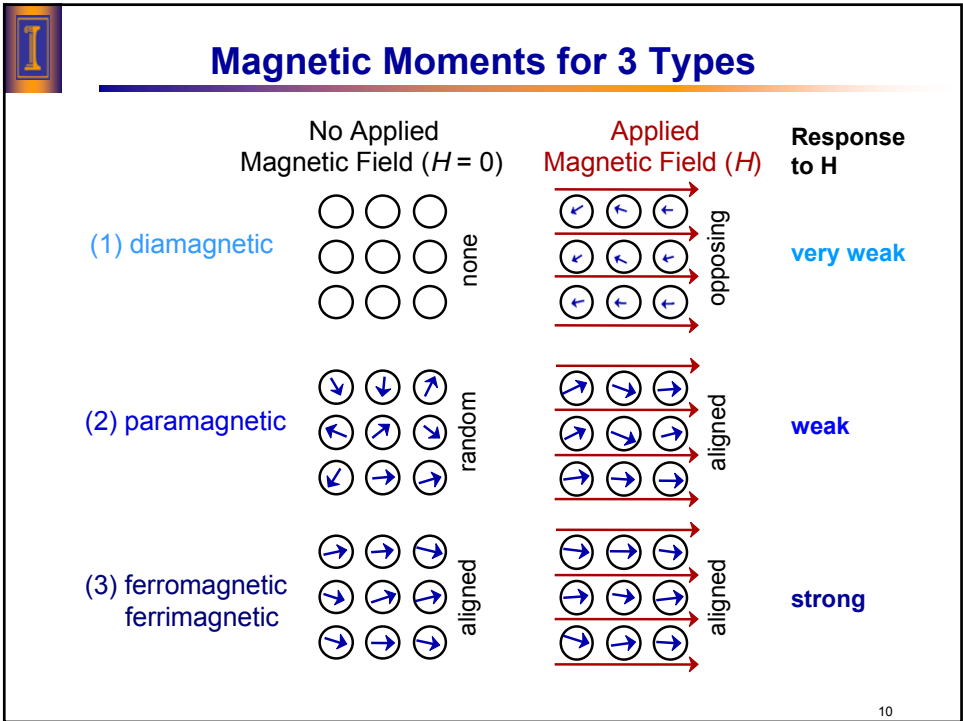 I
Magnetic Moments for 3 Types
No Applied
Magnetic Field (H = 0)
Applied
Magnetic Field (H)
Response
to H
(1) diamagnetic
none
opposing
very weak
(2) paramagnetic
random
aligned
weak
(3) ferromagnetic
ferrimagnetic
aligned
aligned
strong
10